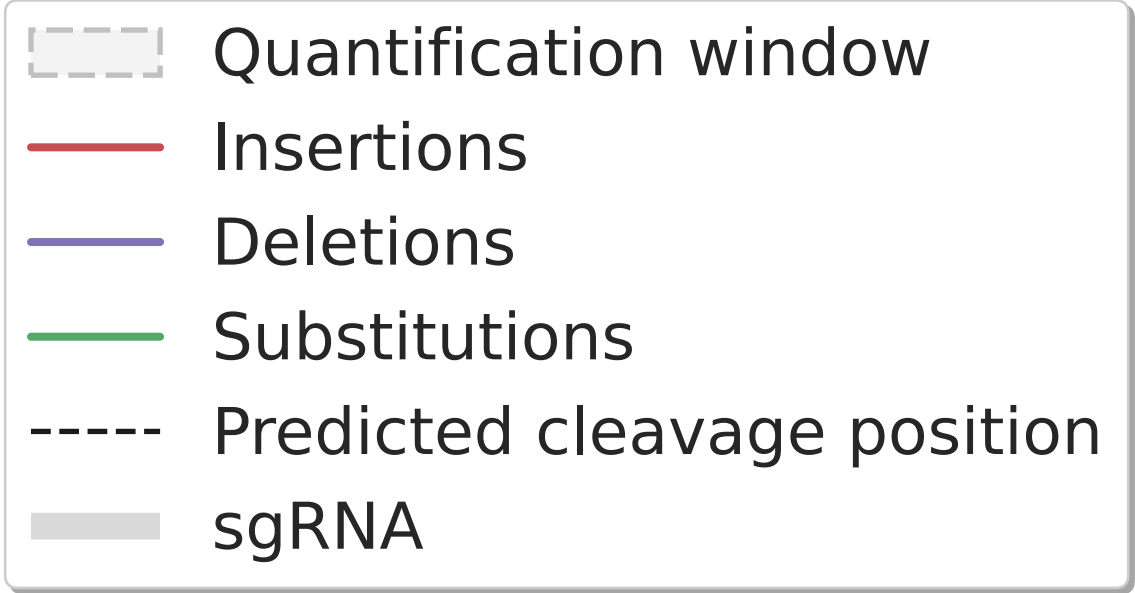 Quantification window
Insertions
Deletions
Substitutions
Predicted cleavage position
sgRNA